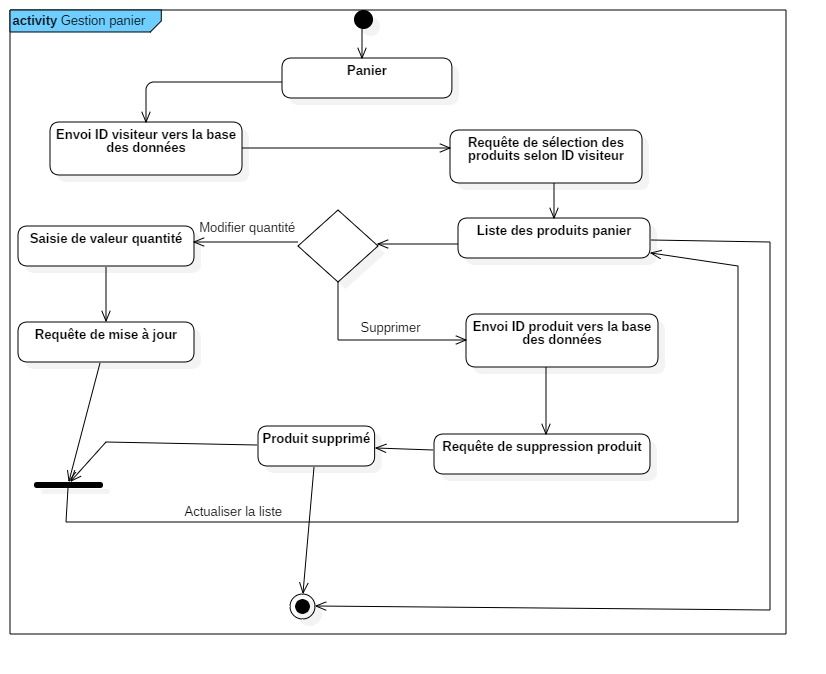 activity Gestion panier
Panier
Envoi ID visiteur vers la base
des données
Requête de sélection des
produits selon ID visiteur
Liste des produits panier
Modifier quantité
Saisie de valeur quantité
Supprimer
Envoi ID produit vers la base
des données
Requête de mise à jour
Produit supprimé
Requête de suppression produit
Actualiser la liste